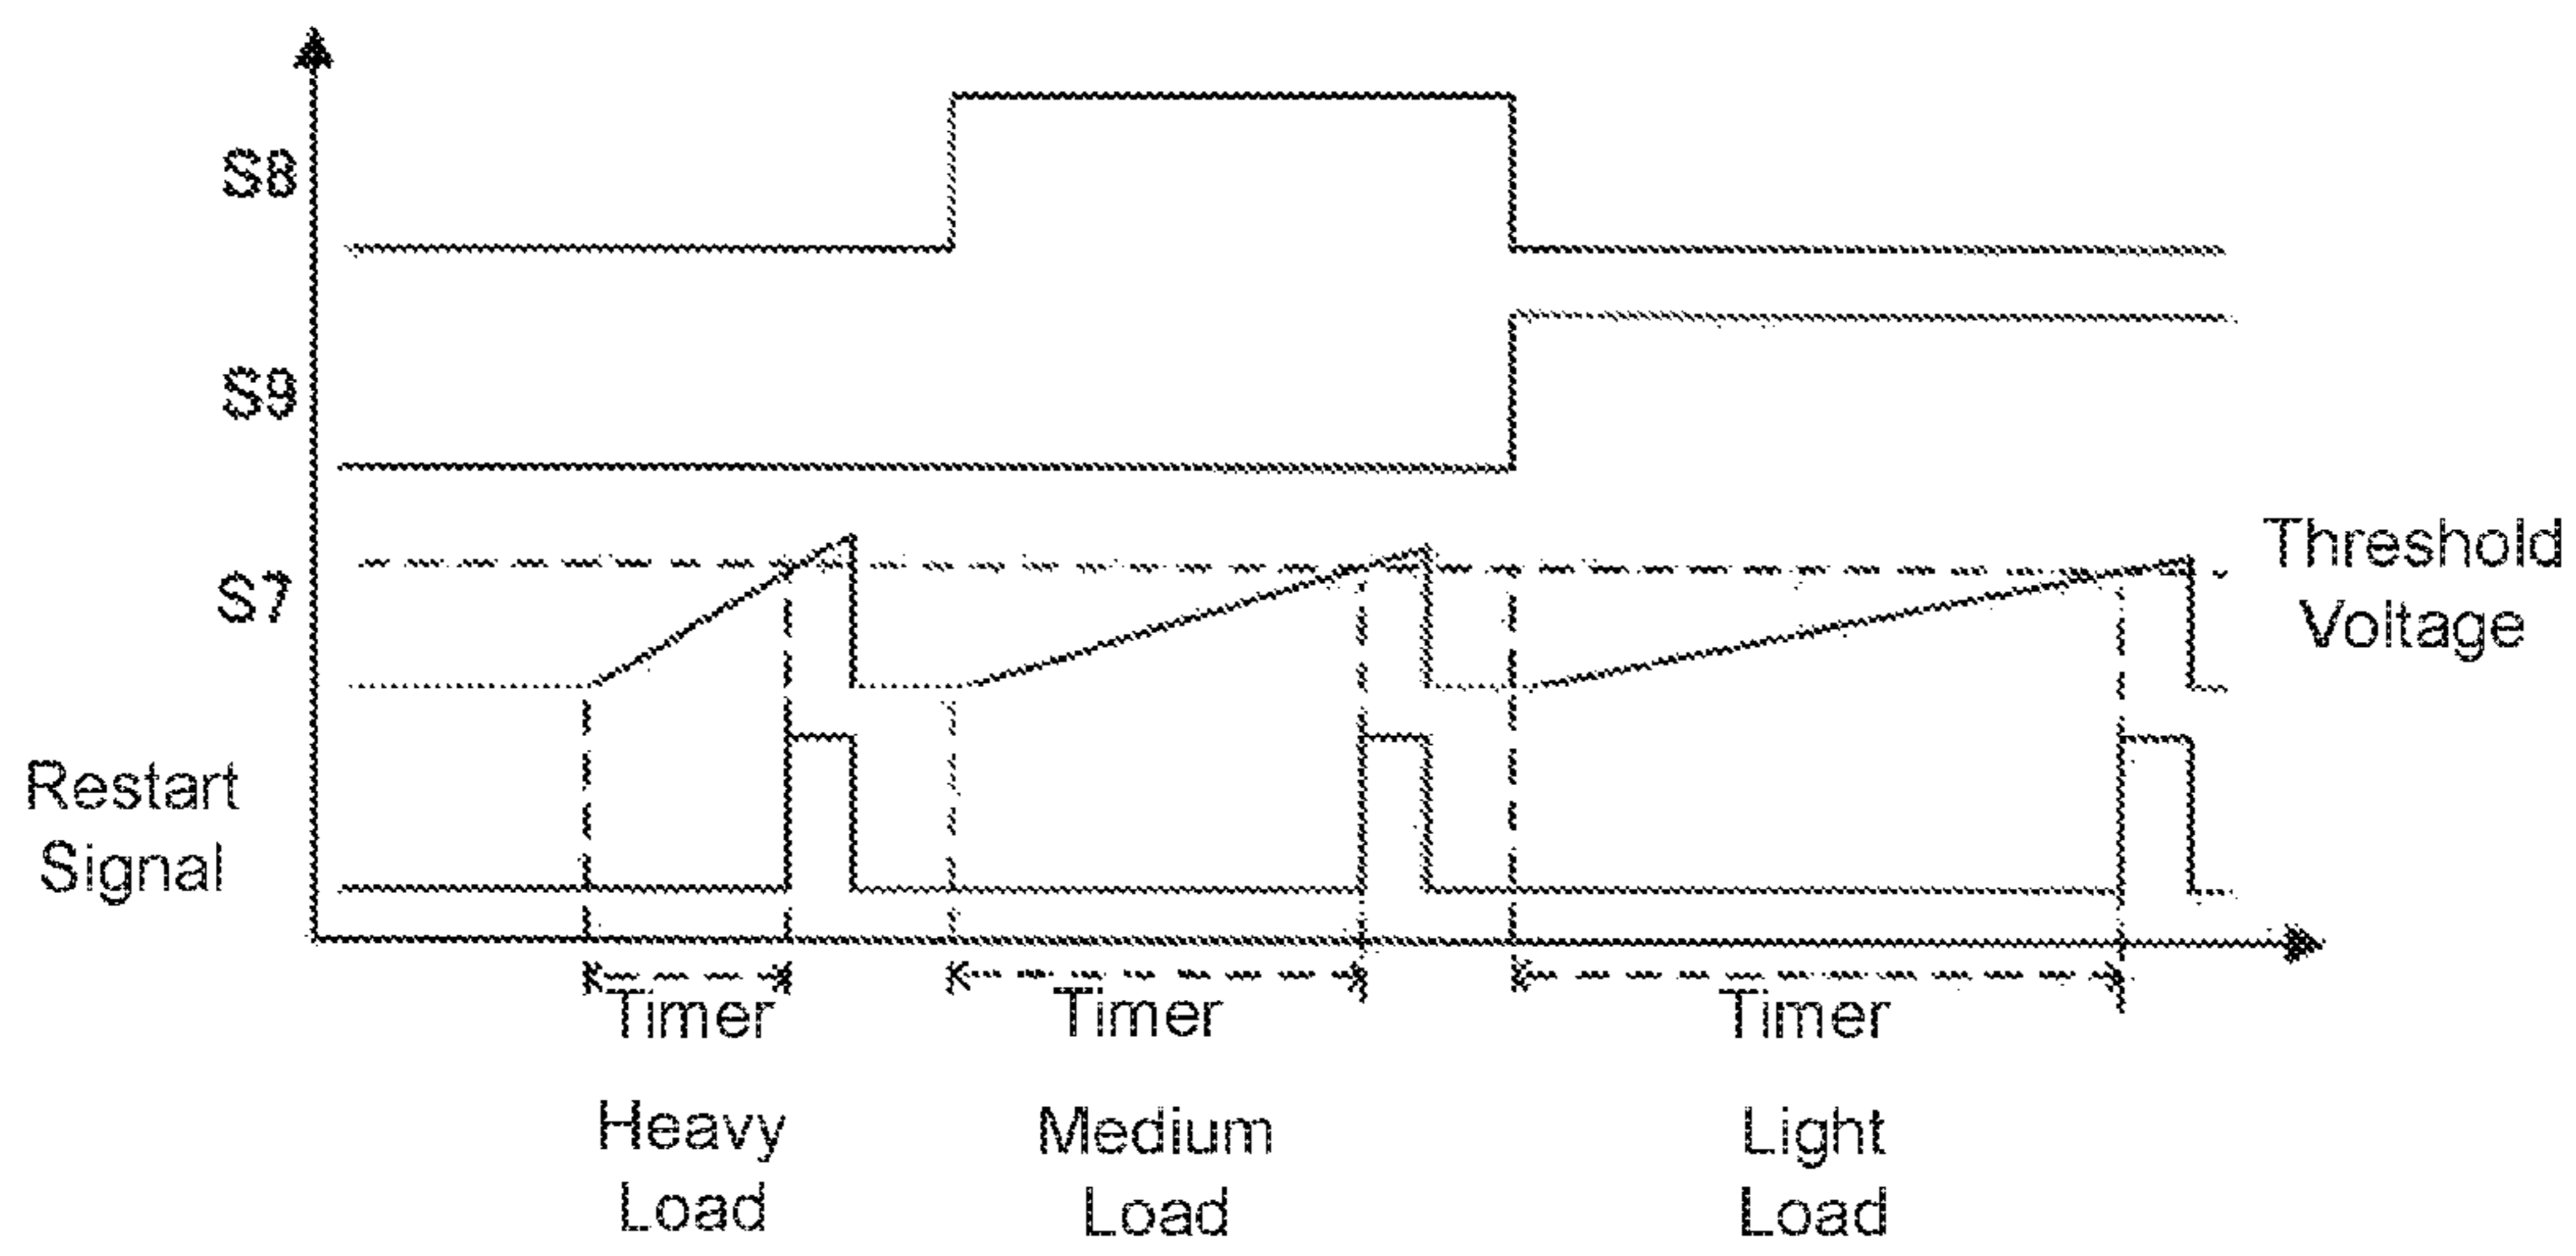 S8
S9
S7
Threshold
Voltage
Restart
Signal
Timer
Timer
Timer
Heavy
Load
Medium
Load
Light
Load